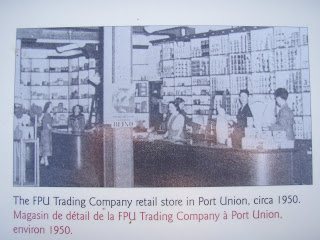 The FPU Trading Company retail store in Port Union, circa 1950.
Magasin de détail de la FPU Trading Company à Port Union,
environ 1950.